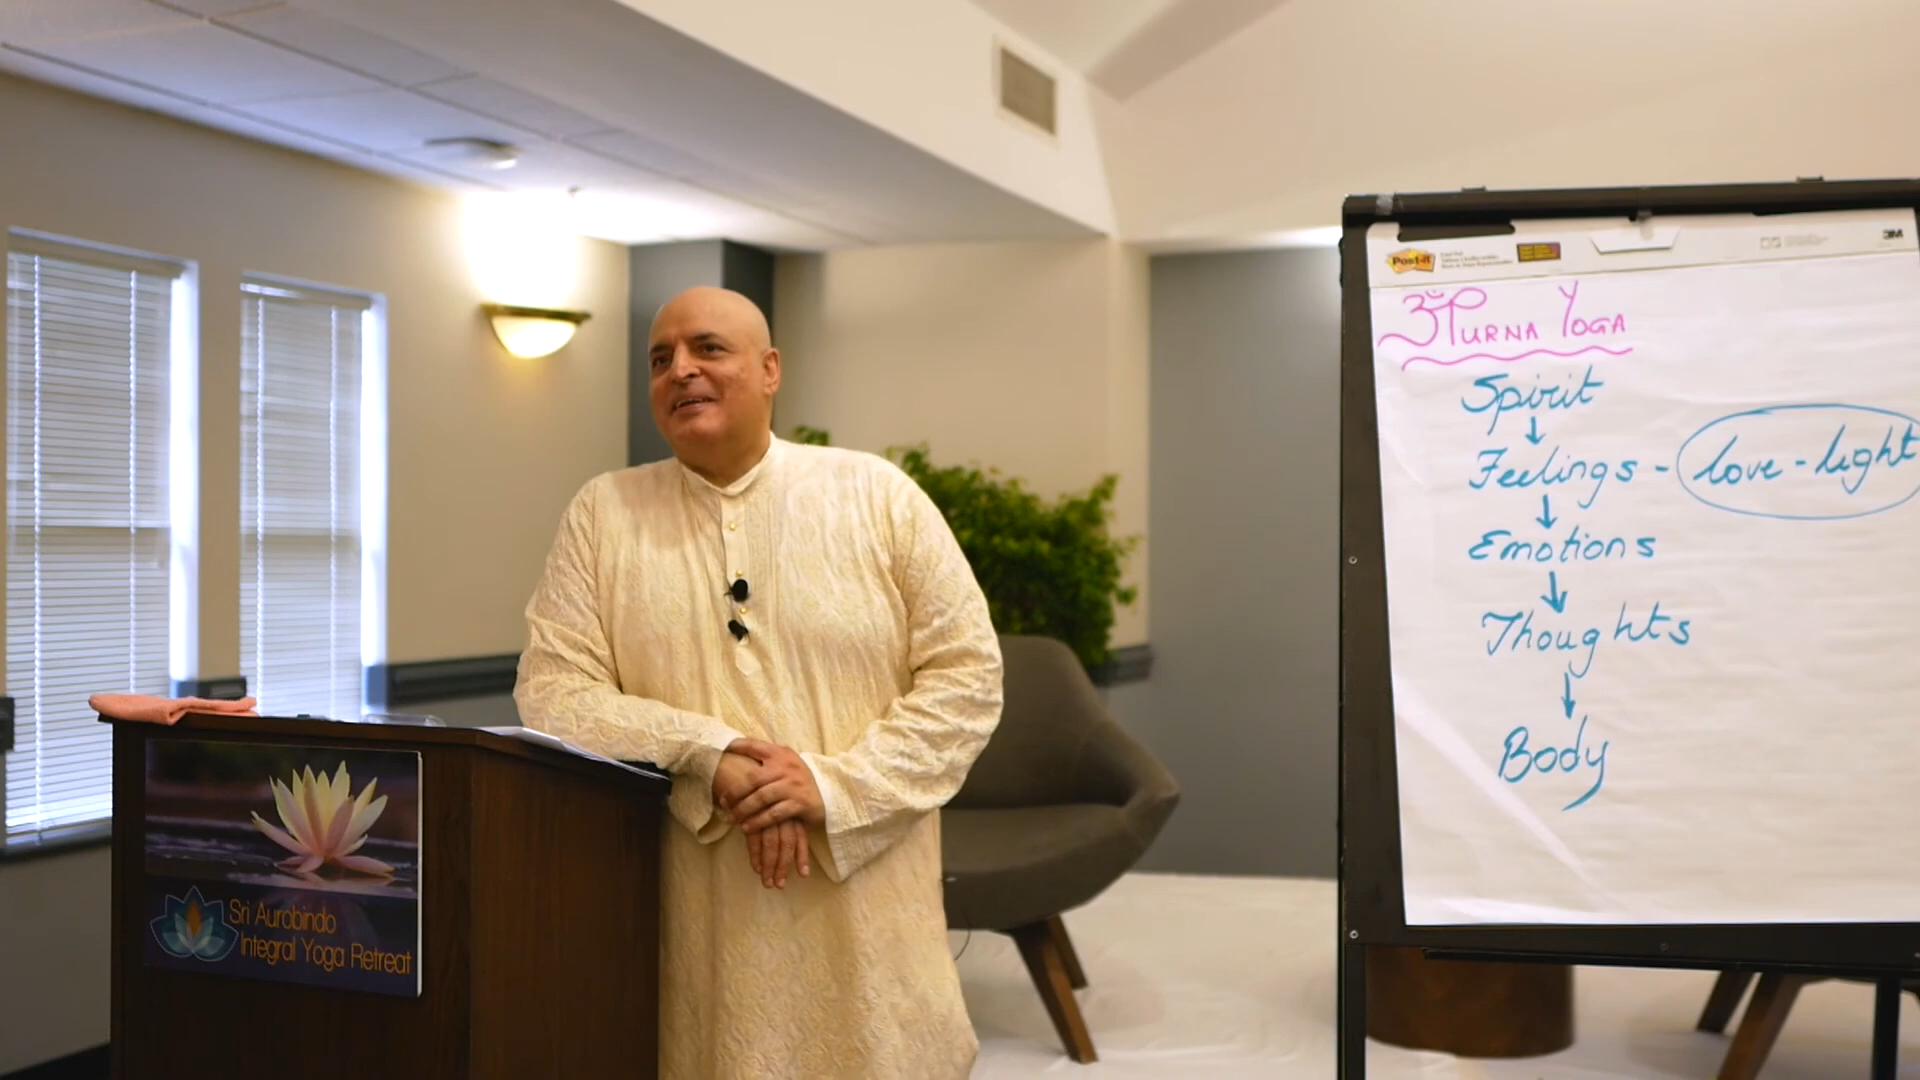 Sri Aurobindo
Integral Yoga Retreat
Post-it
3M
ॐ PURNA YOGA
Spirit
↓
Feelings - love - light
↓
Emotions
↓
Thoughts
↓
Body